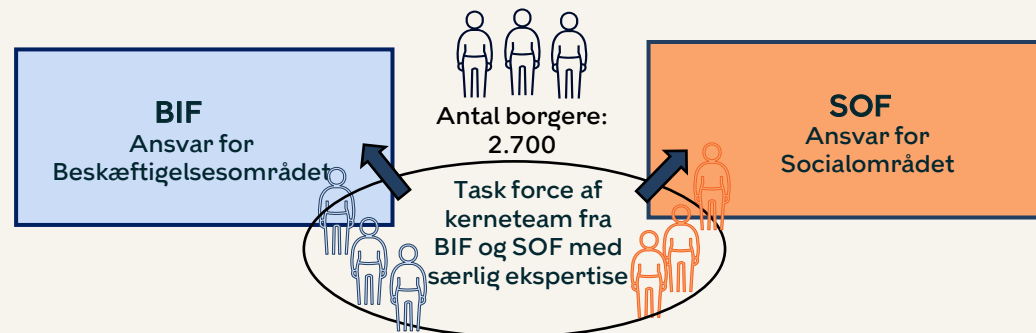 BIF
Ansvar for
Beskæftigelsesområdet
Antal borgere:
2.700
SOF
Ansvar for
Socialområdet
Task force af
kerneteam fra
BIF og SOF med
særlig ekspertise